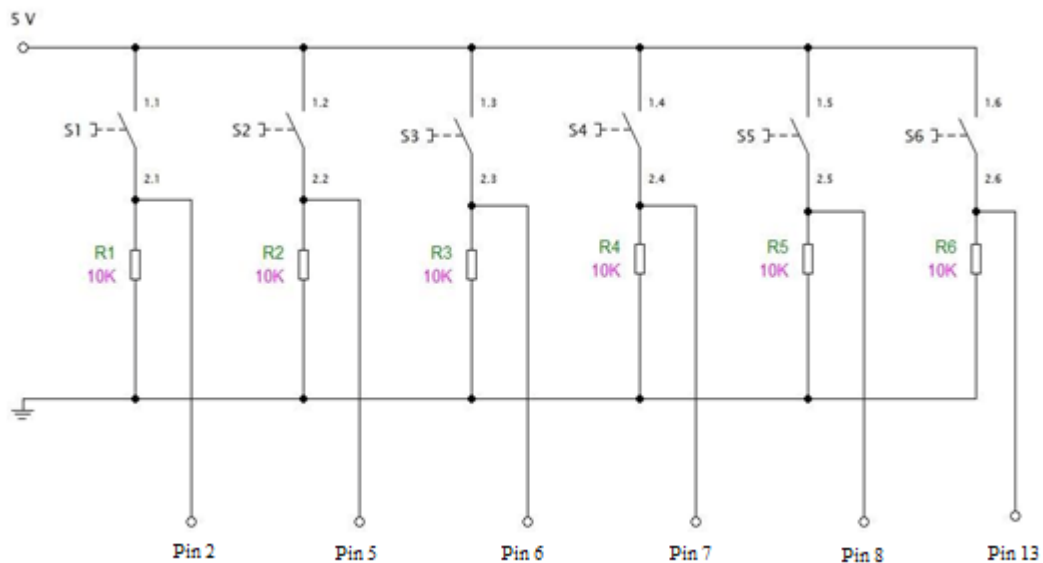 5 V
1.1
1.2
1.3
1.4
1.5
1.6
S1
S2
S3
S4
S5
S6
2.1
2.2
2.3
2.4
2.5
2.6
R1
R2
R3
R4
R5
R6
10K
10K
10K
10K
10K
10K
Pin 2
Pin 5
Pin 6
Pin 7
Pin 8
Pin 13